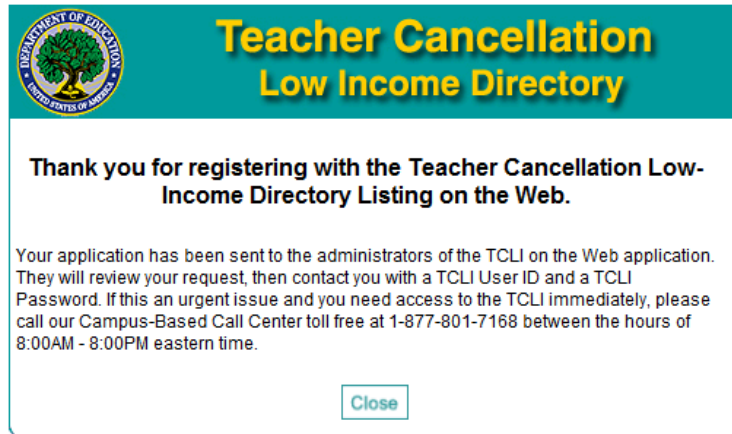 DEPARTMENT OF EDUCATION
UNITED STATES OF AMERICA
Teacher Cancellation
Low Income Directory
Thank you for registering with the Teacher Cancellation Low-
Income Directory Listing on the Web.
Your application has been sent to the administrators of the TCLI on the Web application.
They will review your request, then contact you with a TCLI User ID and a TCLI
Password. If this an urgent issue and you need access to the TCLI immediately, please
call our Campus-Based Call Center toll free at 1-877-801-7168 between the hours of
8:00AM - 8:00PM eastern time.
Close